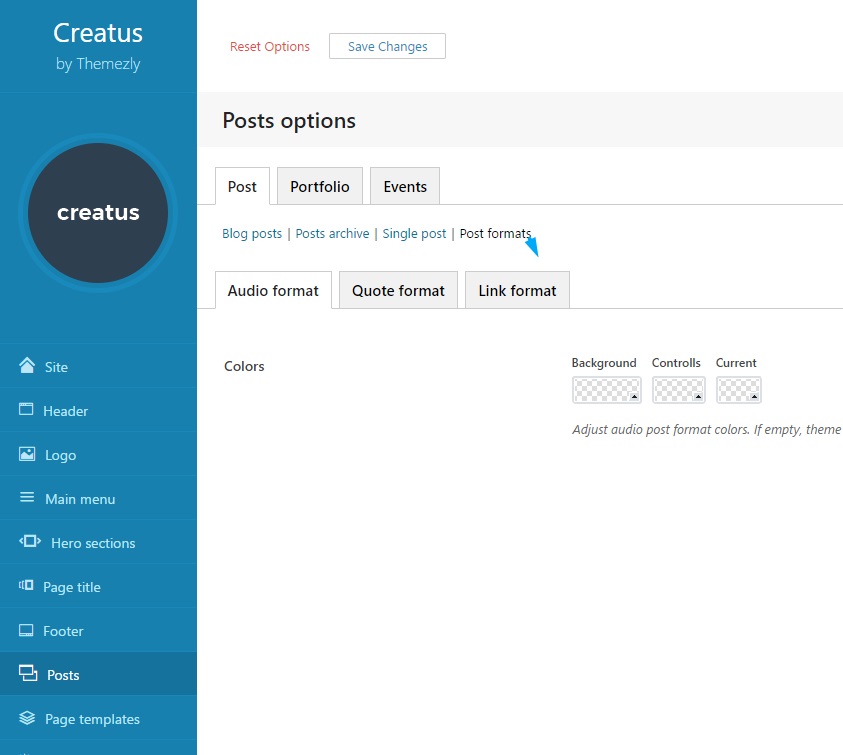 Creatus
by Themezly
creatus
Site
Header
Logo
Main menu
Hero sections
Page title
Footer
Posts
Page templates
Reset Options Save Changes
Posts options
Post Portfolio Events
Blog posts | Posts archive | Single post | Post formats
Audio format Quote format Link format
Colors
Background Controlls Current
Adjust audio post format colors. If empty, theme